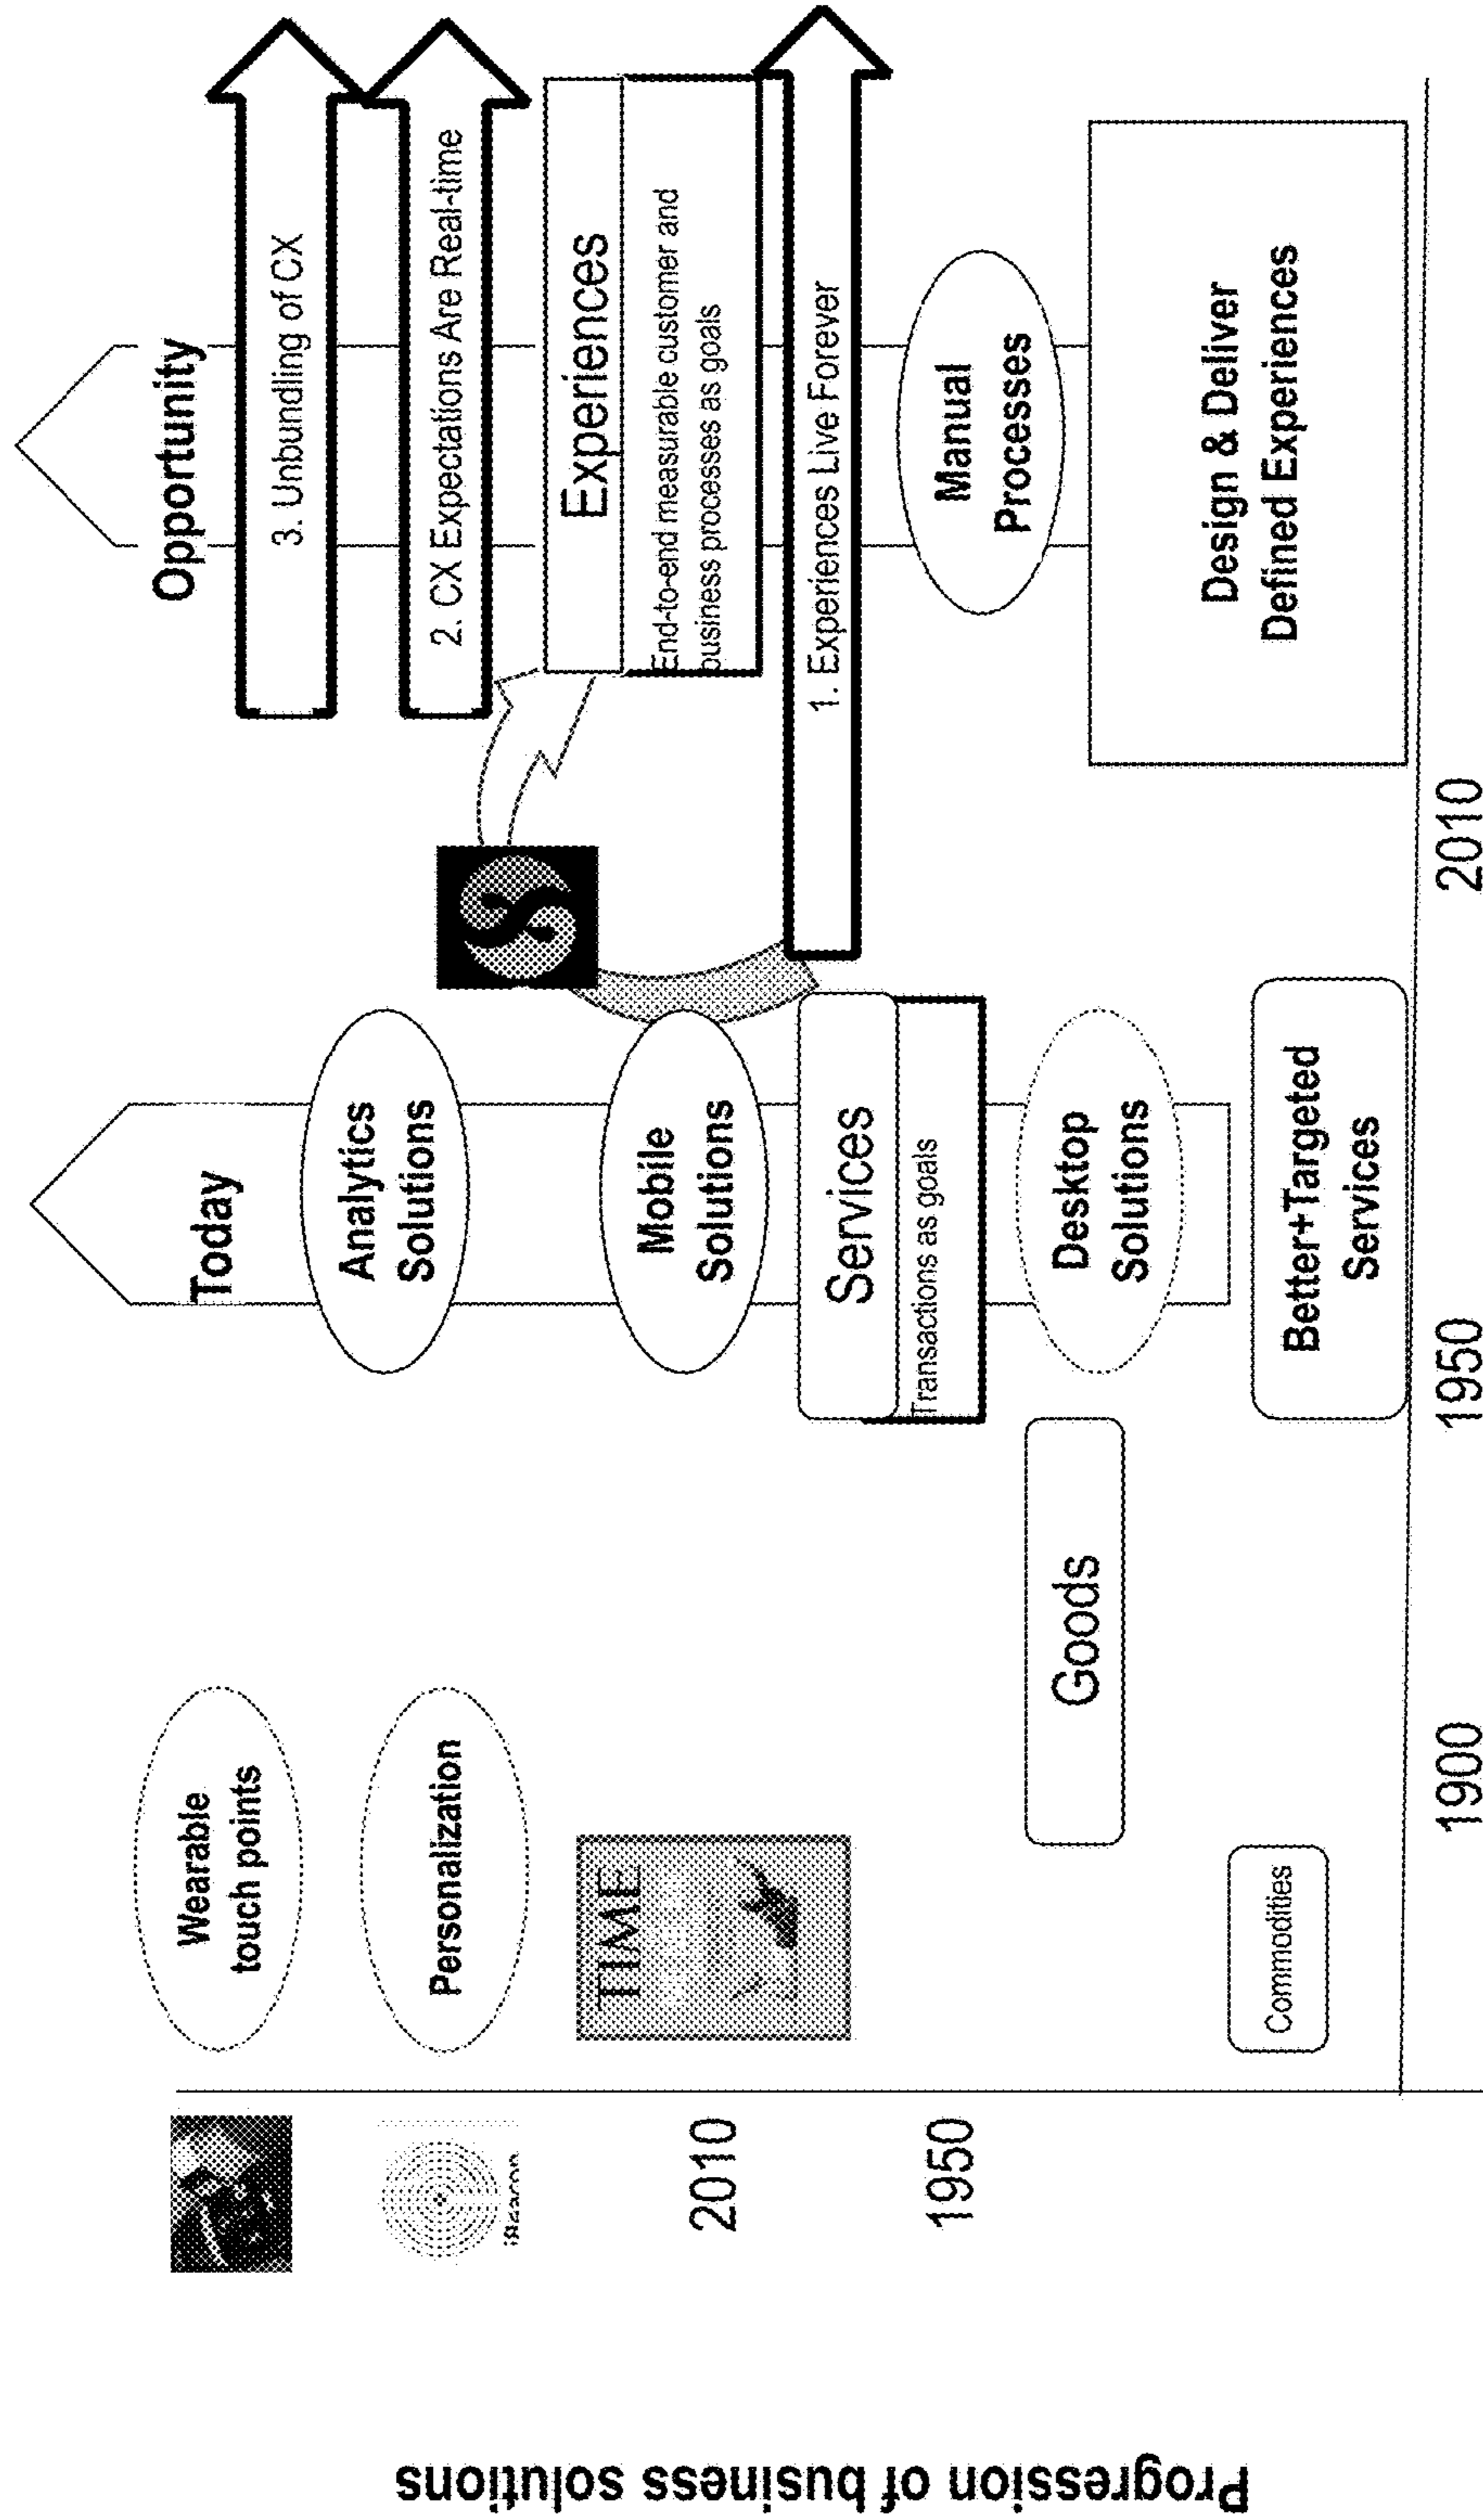 Progression of business solutions
Opportunity
Today
Wearable
touch points
3. Unbundling of CX
Analytics
Solutions
2. CX Expectations Are Real-time
Personalization
iBeacon
TIME
Experiences
End-to-end measurable customer and
business processes as goals
Mobile
Solutions
2010
1. Experiences Live Forever
Services
Transactions as goals
1950
Manual
Processes
Goods
Desktop
Solutions
Commodities
Better+Targeted
Services
Design & Deliver
Defined Experiences
1900
1950
2010